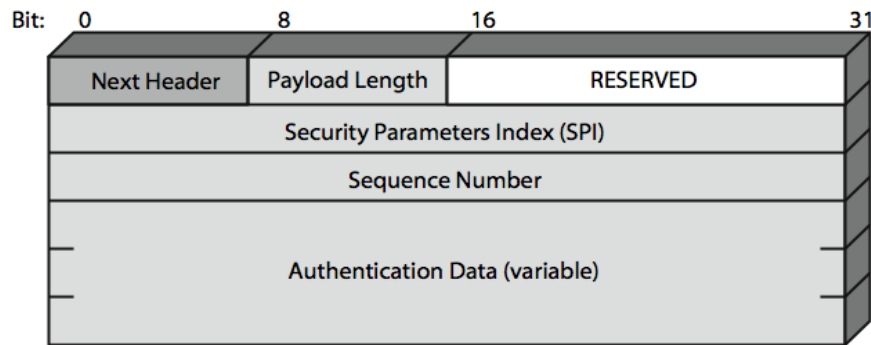 Bit: 0 8 16 31
Next Header Payload Length RESERVED
Security Parameters Index (SPI)
Sequence Number
Authentication Data (variable)